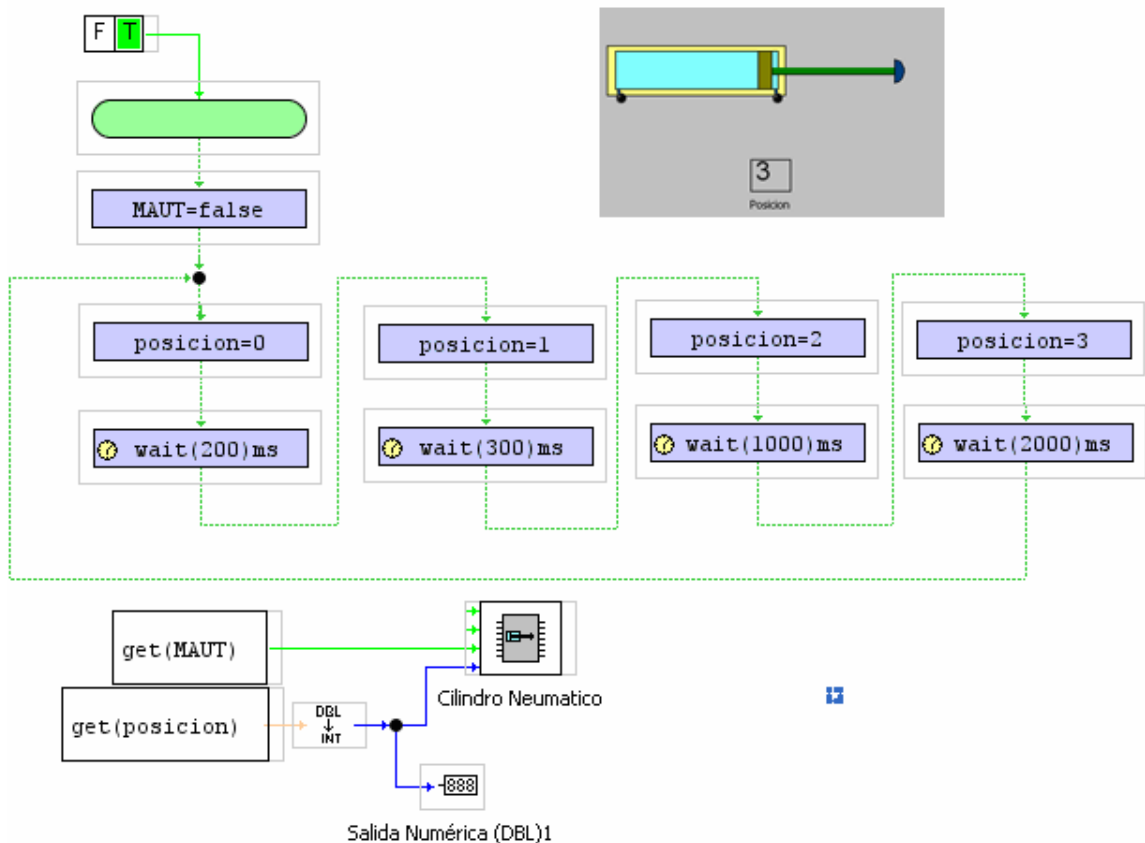 F T
3
Posicion
MAUT=false
posicion=0
posicion=1
posicion=2
posicion=3
wait(200)ms
wait(300)ms
wait(1000)ms
wait(2000)ms
get(MAUT)
Cilindro Neumatico
get(posicion)
DBL
INT
-888
Salida Numérica (DBL)1